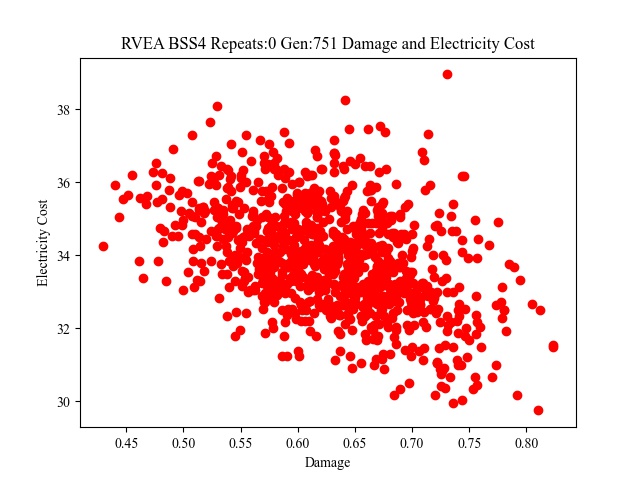 RVEA BSS4 Repeats:0 Gen:751 Damage and Electricity Cost
38
36
34
32
30
Electricity Cost
0.45 0.50 0.55 0.60 0.65 0.70 0.75 0.80
Damage